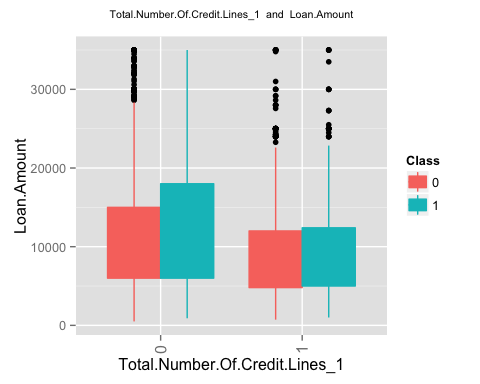 Total.Number.Of.Credit.Lines_1 and Loan.Amount
Loan.Amount
30000
20000
10000
0
0
1
Total.Number.Of.Credit.Lines_1
Class
0
1